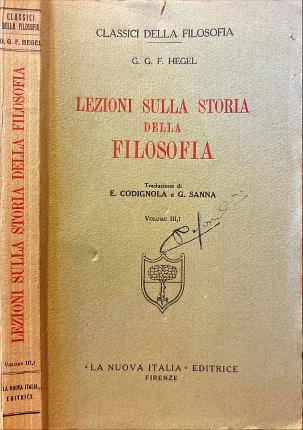 CLASSICI
DELLA FILOSOFIA
G. G. F. HEGEL
LEZIONI SULLA STORIA DELLA FILOSOFIA
VOLUME III,1
LA NUOVA ITALIA
EDITRICE
CLASSICI DELLA FILOSOFIA
G. G. F. HEGEL
LEZIONI SULLA STORIA
DELLA
FILOSOFIA
Traduzione di
E. CODIGNOLA e G. SANNA
VOLUME III,1
"LA NUOVA ITALIA" EDITRICE
FIRENZE